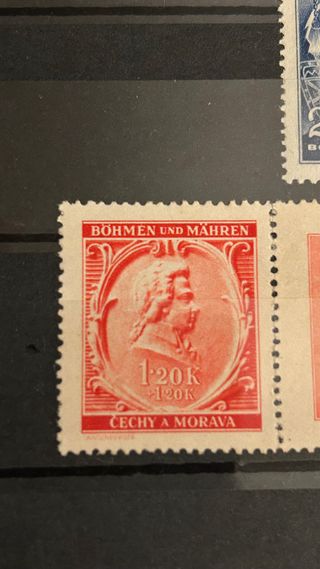 BÖHMEN UND MÄHREN
1·20K
+1·20K
ČECHY A MORAVA